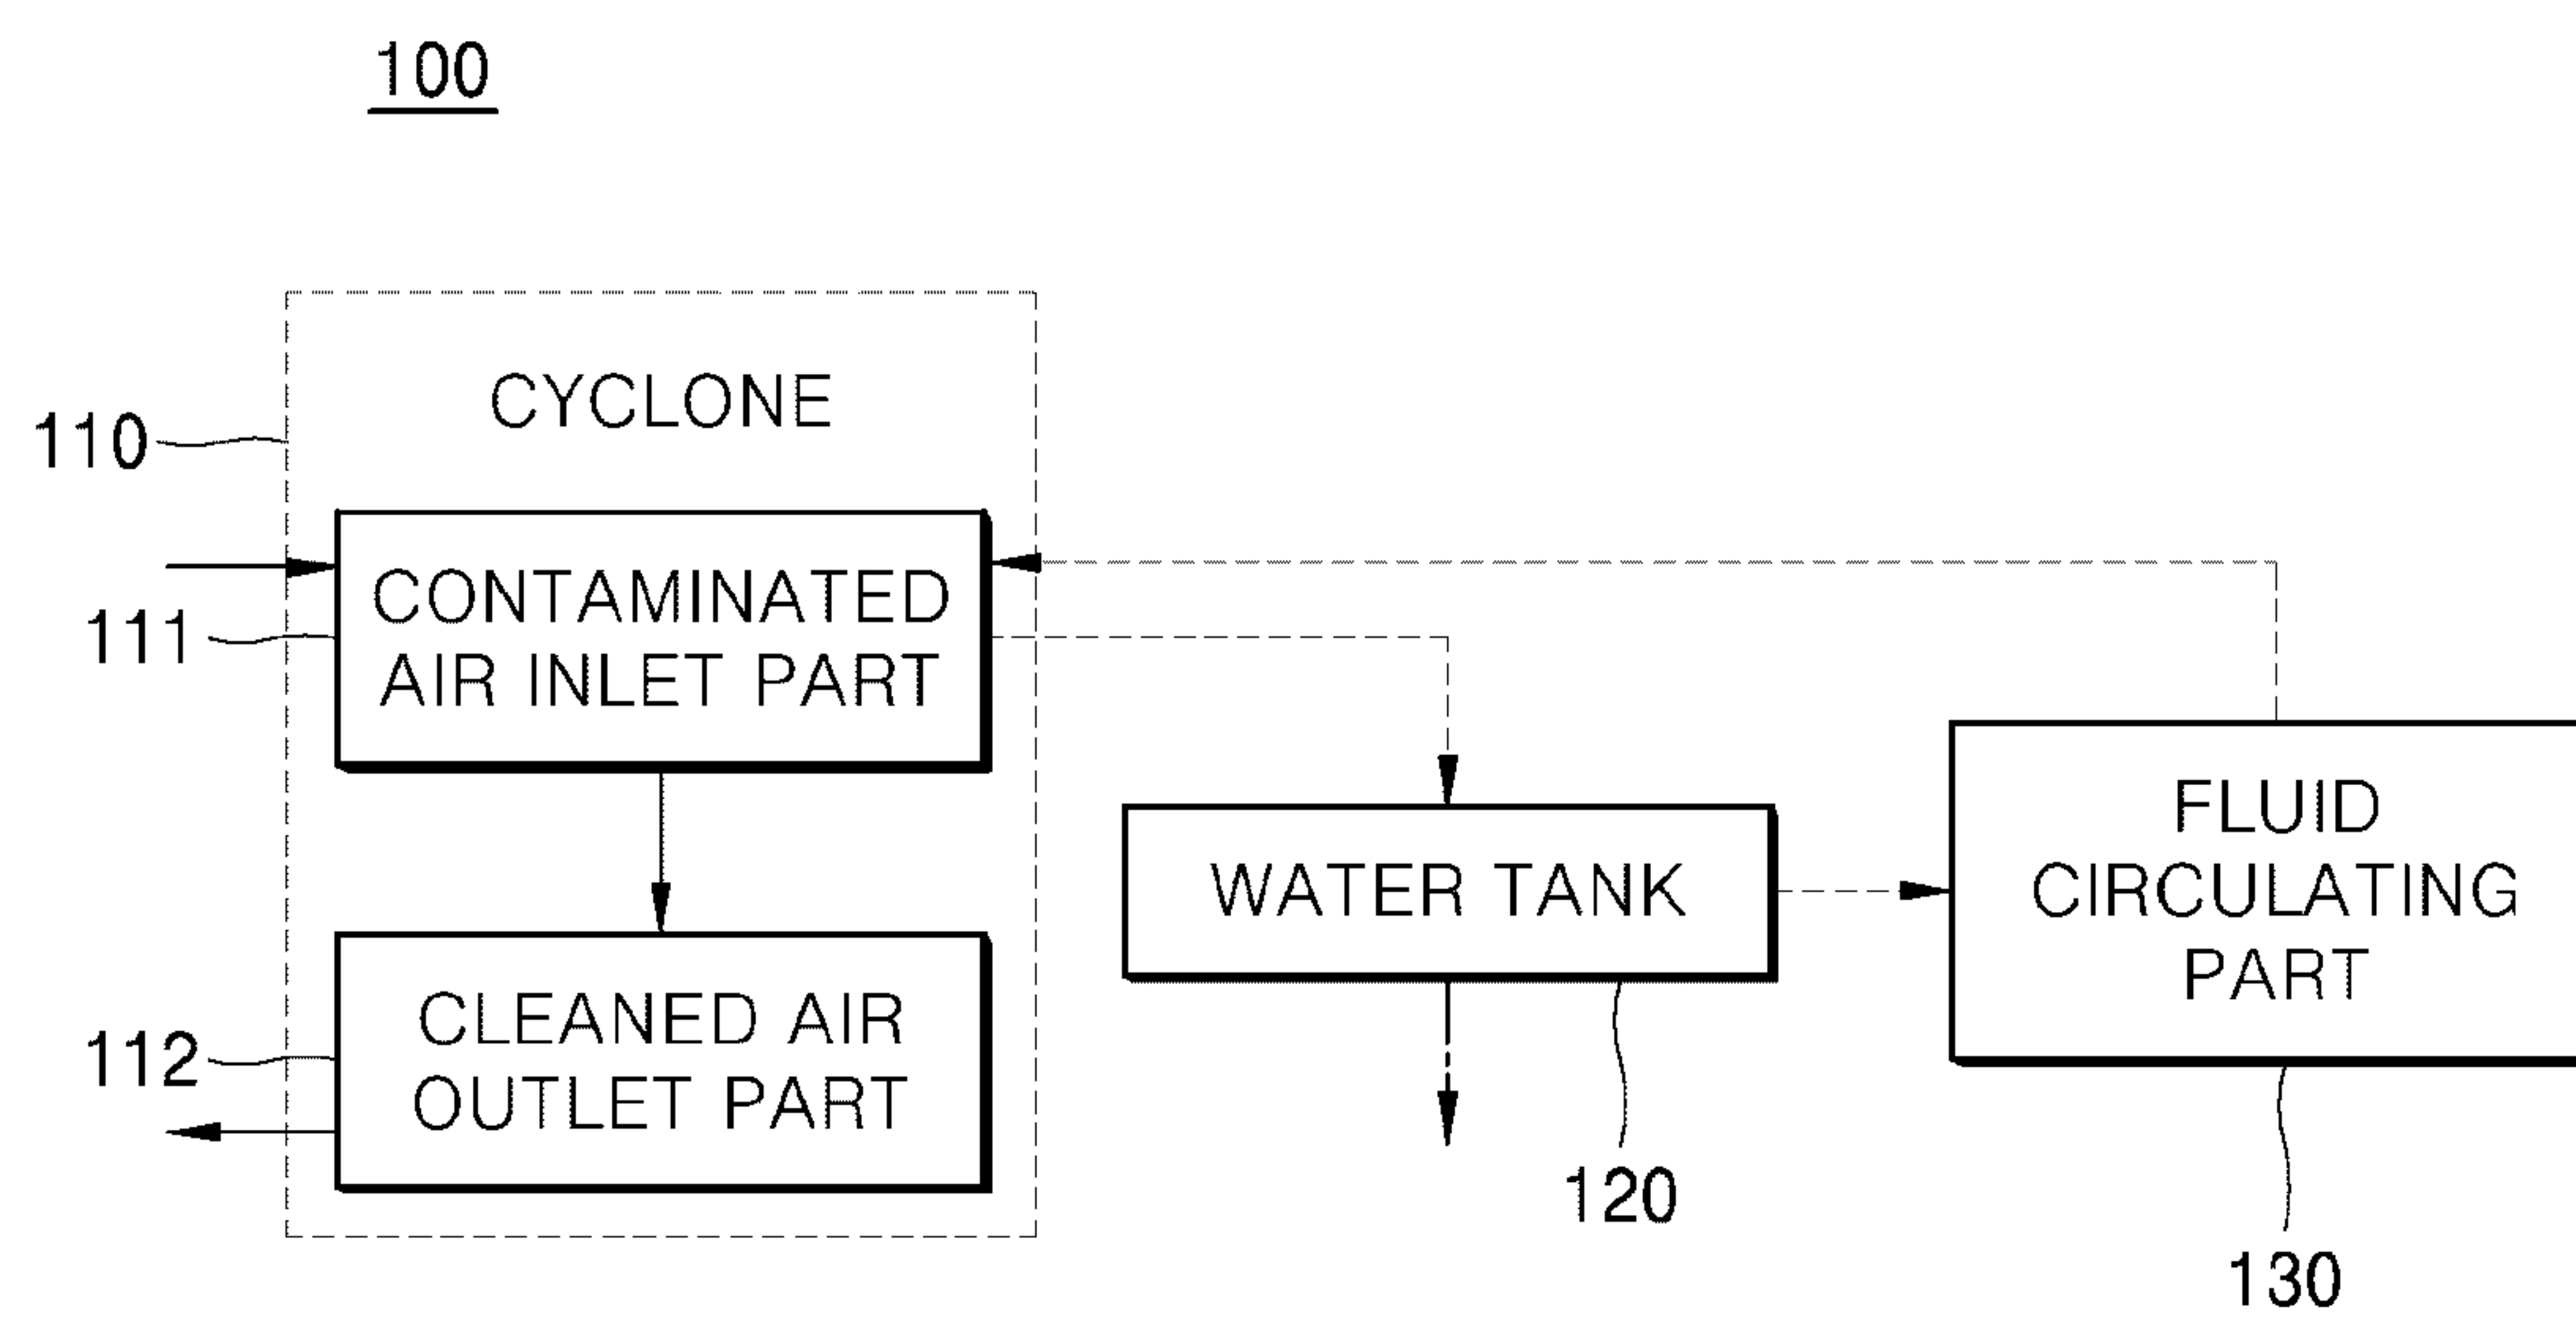 100
CYCLONE
110
CONTAMINATED
AIR INLET PART
111
CLEANED AIR
OUTLET PART
112
WATER TANK
120
FLUID
CIRCULATING
PART
130